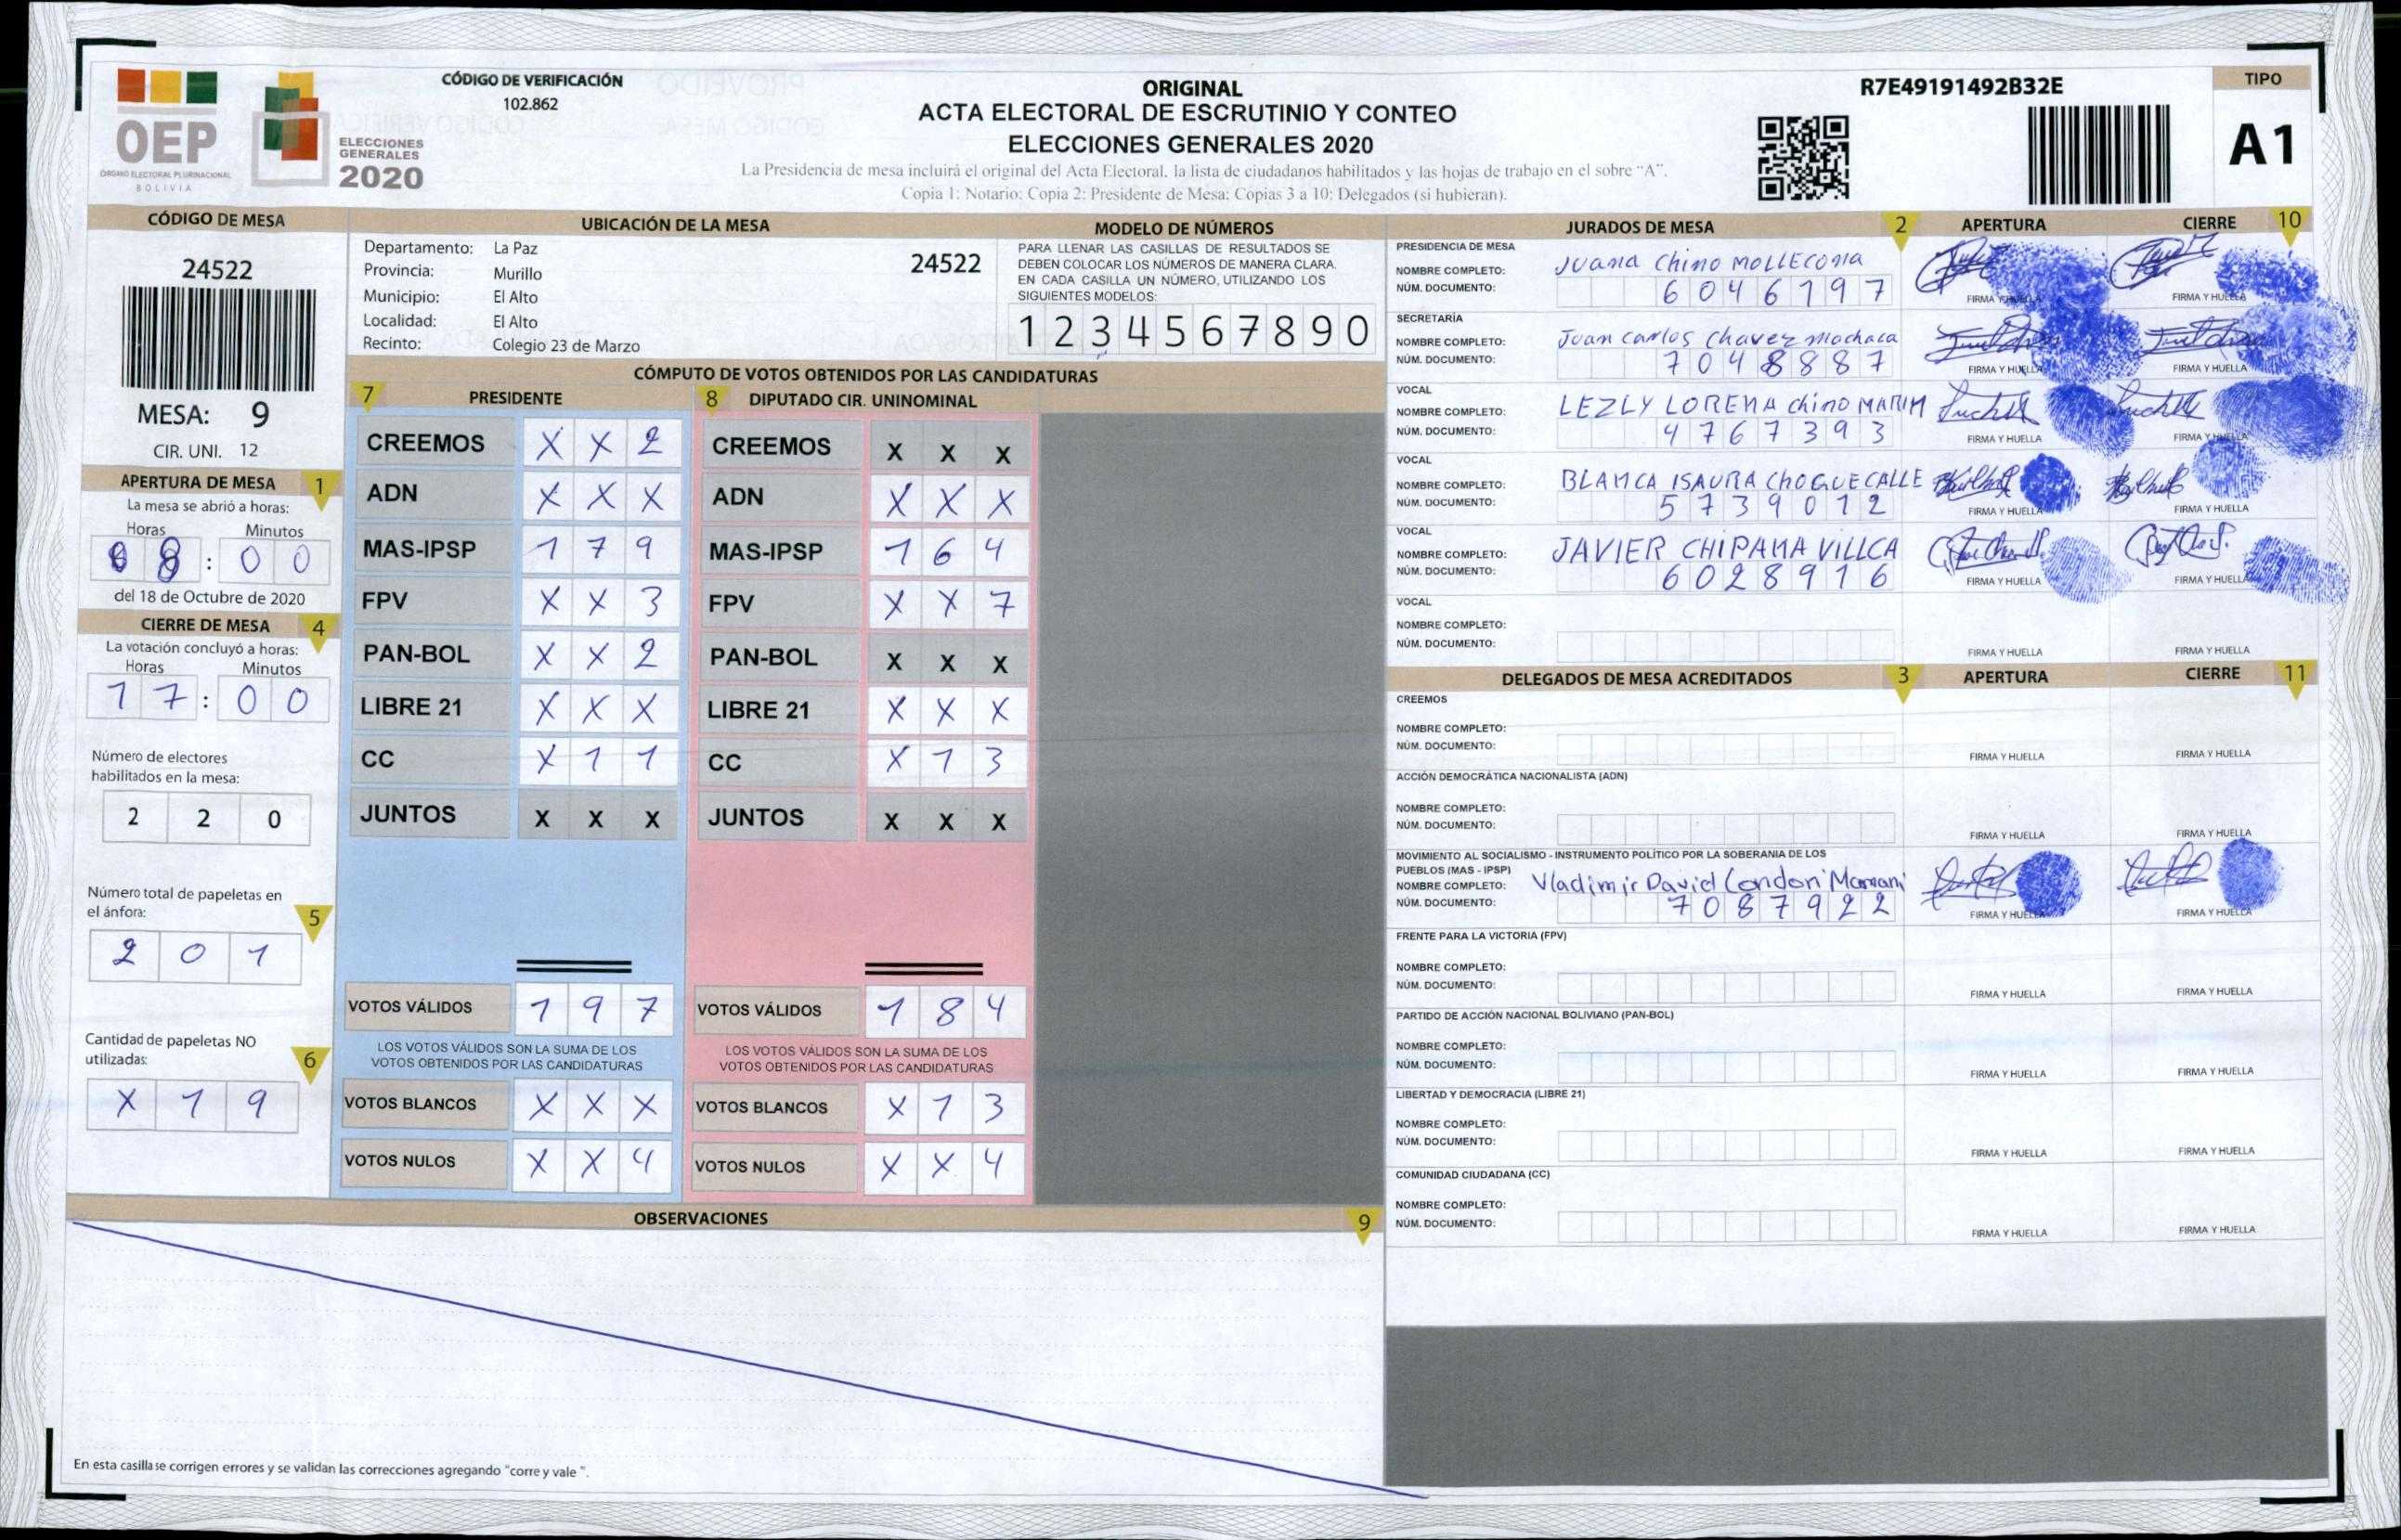 OEP
ÓRGANO ELECTORAL PLURINACIONAL
BOLIVIA
ELECCIONES
GENERALES
2020
CÓDIGO DE VERIFICACIÓN
102.862
ORIGINAL
ACTA ELECTORAL DE ESCRUTINIO Y CONTEO
ELECCIONES GENERALES 2020
La Presidencia de mesa incluirá el original del Acta Electoral, la lista de ciudadanos habilitados y las hojas de trabajo en el sobre "A".
Copia 1: Notario: Copia 2: Presidente de Mesa: Copias 3 a 10: Delegados (si hubieran).
R7E49191492B32E
TIPO
A1
CÓDIGO DE MESA
24522
MESA: 9
CIR. UNI. 12
APERTURA DE MESA 1
La mesa se abrió a horas:
Horas Minutos
08:00
del 18 de Octubre de 2020
CIERRE DE MESA 4
La votación concluyó a horas:
Horas Minutos
17:00
Número de electores
habilitados en la mesa:
2 2 0
Número total de papeletas en
el ánfora: 5
2 0 1
Cantidad de papeletas NO
utilizadas: 6
X 1 9
UBICACIÓN DE LA MESA
Departamento: La Paz
24522
Provincia: Murillo
Municipio: El Alto
Localidad: El Alto
Recinto: Colegio 23 de Marzo
MODELO DE NÚMEROS
PARA LLENAR LAS CASILLAS DE RESULTADOS SE
DEBEN COLOCAR LOS NÚMEROS DE MANERA CLARA.
EN CADA CASILLA UN NÚMERO, UTILIZANDO LOS
SIGUIENTES MODELOS:
1 2 3 4 5 6 7 8 9 0
CÓMPUTO DE VOTOS OBTENIDOS POR LAS CANDIDATURAS
7 PRESIDENTE
CREEMOS X X 2
ADN X X X
MAS-IPSP 1 7 9
FPV X X 3
PAN-BOL X X 2
LIBRE 21 X X X
CC X 1 1
JUNTOS X X X
VOTOS VÁLIDOS 1 9 7
LOS VOTOS VÁLIDOS SON LA SUMA DE LOS
VOTOS OBTENIDOS POR LAS CANDIDATURAS
VOTOS BLANCOS X X X
VOTOS NULOS X X 4
8 DIPUTADO CIR. UNINOMINAL
CREEMOS X X X
ADN X X X
MAS-IPSP 1 6 4
FPV X X 7
PAN-BOL X X X
LIBRE 21 X X X
CC X 1 3
JUNTOS X X X
VOTOS VÁLIDOS 1 8 4
LOS VOTOS VÁLIDOS SON LA SUMA DE LOS
VOTOS OBTENIDOS POR LAS CANDIDATURAS
VOTOS BLANCOS X 1 3
VOTOS NULOS X X 4
OBSERVACIONES 9
En esta casilla se corrigen errores y se validan las correcciones agregando "corre y vale ".
JURADOS DE MESA 2 APERTURA CIERRE 10
PRESIDENCIA DE MESA
NOMBRE COMPLETO: Juana Chino MOLLECONA
NÚM. DOCUMENTO: 6046197
FIRMA Y HUELLA FIRMA Y HUELLA
SECRETARÍA
NOMBRE COMPLETO: Juan carlos Chavez Machaca
NÚM. DOCUMENTO: 7048887
FIRMA Y HUELLA FIRMA Y HUELLA
VOCAL
NOMBRE COMPLETO: LEZLY LORENA Chino MARIN
NÚM. DOCUMENTO: 4767393
FIRMA Y HUELLA FIRMA Y HUELLA
VOCAL
NOMBRE COMPLETO: BLANCA ISAURA CHOGUECALLE
NÚM. DOCUMENTO: 5739012
FIRMA Y HUELLA FIRMA Y HUELLA
VOCAL
NOMBRE COMPLETO: JAVIER CHIPANA VILLCA
NÚM. DOCUMENTO: 6028916
FIRMA Y HUELLA FIRMA Y HUELLA
VOCAL
NOMBRE COMPLETO:
NÚM. DOCUMENTO:
FIRMA Y HUELLA FIRMA Y HUELLA
DELEGADOS DE MESA ACREDITADOS 3 APERTURA CIERRE 11
CREEMOS
NOMBRE COMPLETO:
NÚM. DOCUMENTO:
FIRMA Y HUELLA FIRMA Y HUELLA
ACCIÓN DEMOCRÁTICA NACIONALISTA (ADN)
NOMBRE COMPLETO:
NÚM. DOCUMENTO:
FIRMA Y HUELLA FIRMA Y HUELLA
MOVIMIENTO AL SOCIALISMO - INSTRUMENTO POLÍTICO POR LA SOBERANIA DE LOS
PUEBLOS (MAS - IPSP)
NOMBRE COMPLETO: Vladimir David Condori Mamani
NÚM. DOCUMENTO: 7087922
FIRMA Y HUELLA FIRMA Y HUELLA
FRENTE PARA LA VICTORIA (FPV)
NOMBRE COMPLETO:
NÚM. DOCUMENTO:
FIRMA Y HUELLA FIRMA Y HUELLA
PARTIDO DE ACCIÓN NACIONAL BOLIVIANO (PAN-BOL)
NOMBRE COMPLETO:
NÚM. DOCUMENTO:
FIRMA Y HUELLA FIRMA Y HUELLA
LIBERTAD Y DEMOCRACIA (LIBRE 21)
NOMBRE COMPLETO:
NÚM. DOCUMENTO:
FIRMA Y HUELLA FIRMA Y HUELLA
COMUNIDAD CIUDADANA (CC)
NOMBRE COMPLETO:
NÚM. DOCUMENTO:
FIRMA Y HUELLA FIRMA Y HUELLA